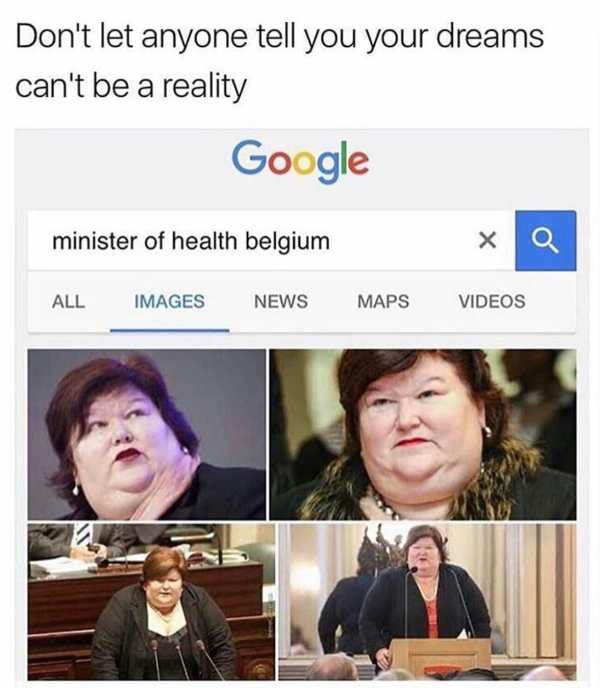 Don't let anyone tell you your dreams
can't be a reality
Google
minister of health belgium
ALL IMAGES NEWS MAPS VIDEOS